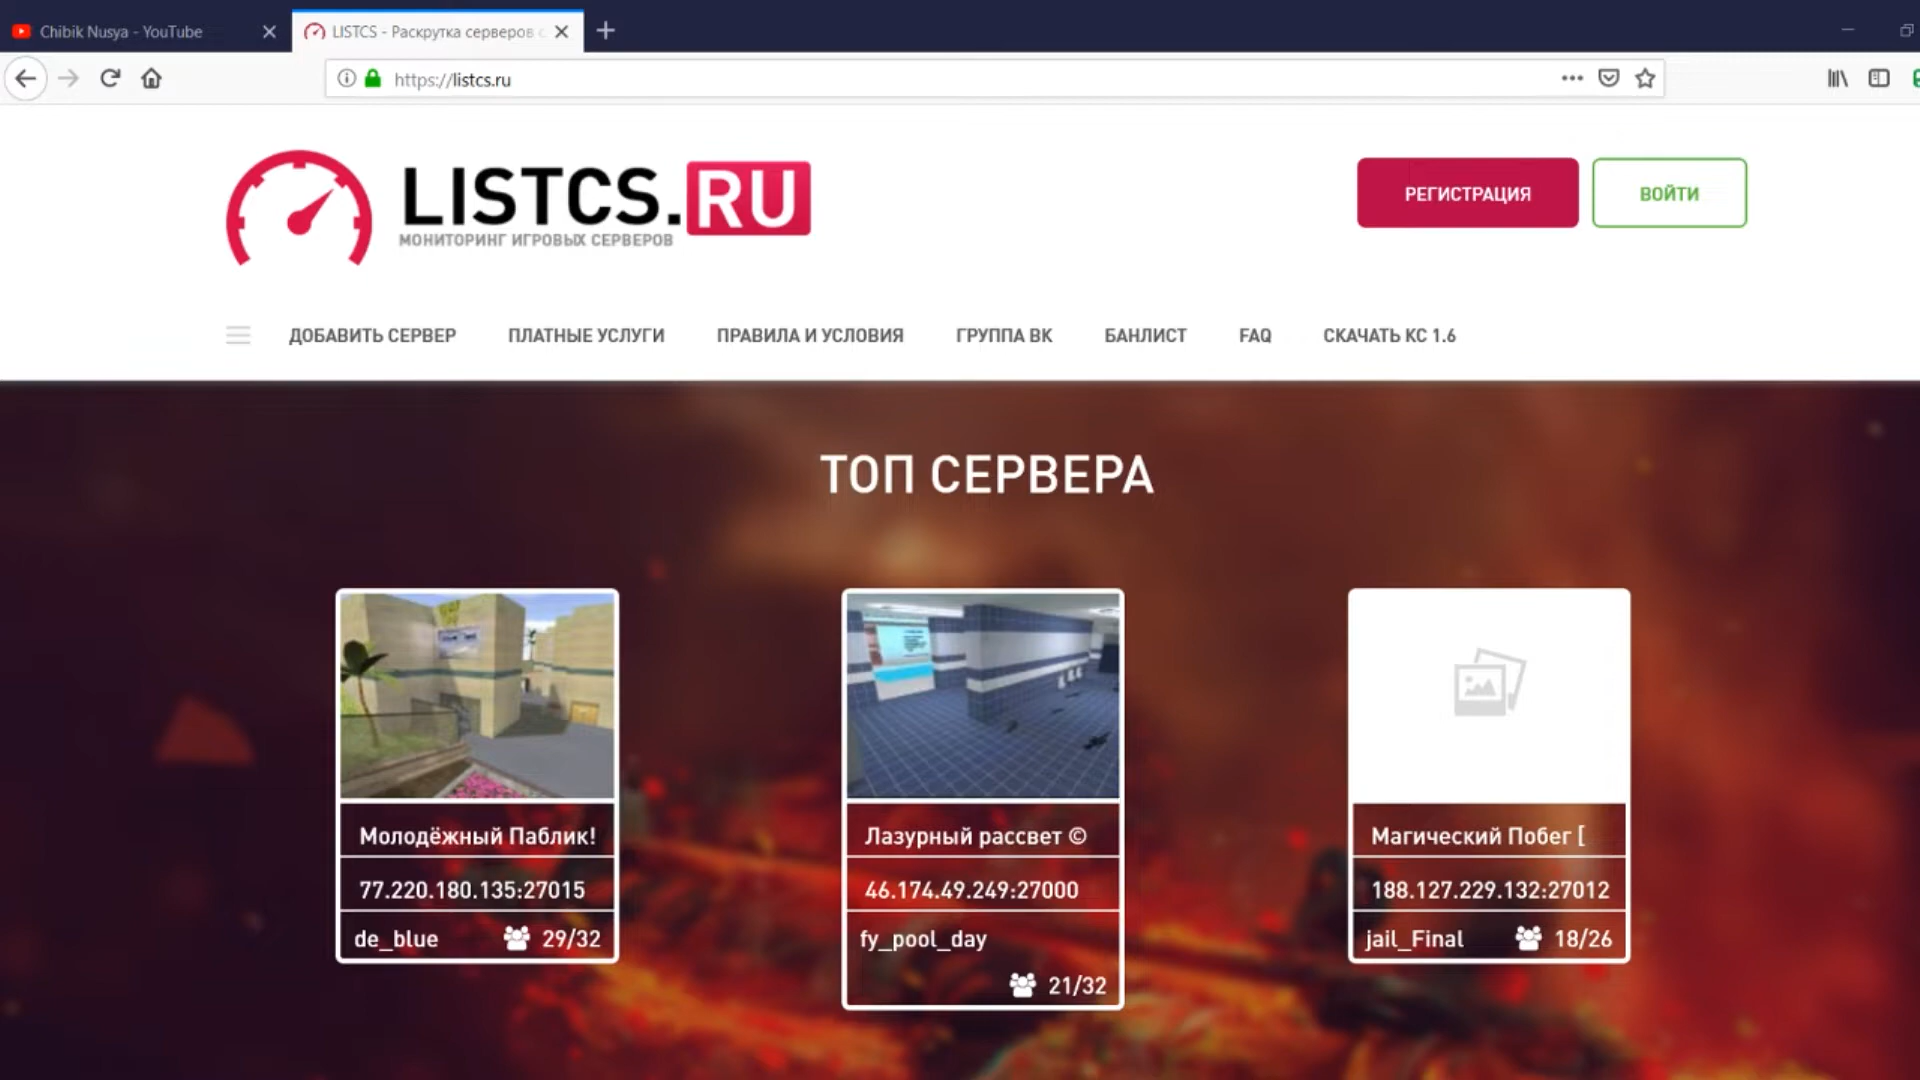 Chibik Nusya - YouTube
LISTCS - Раскрутка серверов с
https://listcs.ru
LISTCS.RU
МОНИТОРИНГ ИГРОВЫХ СЕРВЕРОВ
РЕГИСТРАЦИЯ
ВОЙТИ
ДОБАВИТЬ СЕРВЕР
ПЛАТНЫЕ УСЛУГИ
ПРАВИЛА И УСЛОВИЯ
ГРУППА ВК
БАНЛИСТ
FAQ
СКАЧАТЬ КС 1.6
ТОП СЕРВЕРА
Молодёжный Паблик!
77.220.180.135:27015
de_blue 29/32
Лазурный рассвет ©
46.174.49.249:27000
fy_pool_day
21/32
Магический Побег [
188.127.229.132:27012
jail_Final 18/26